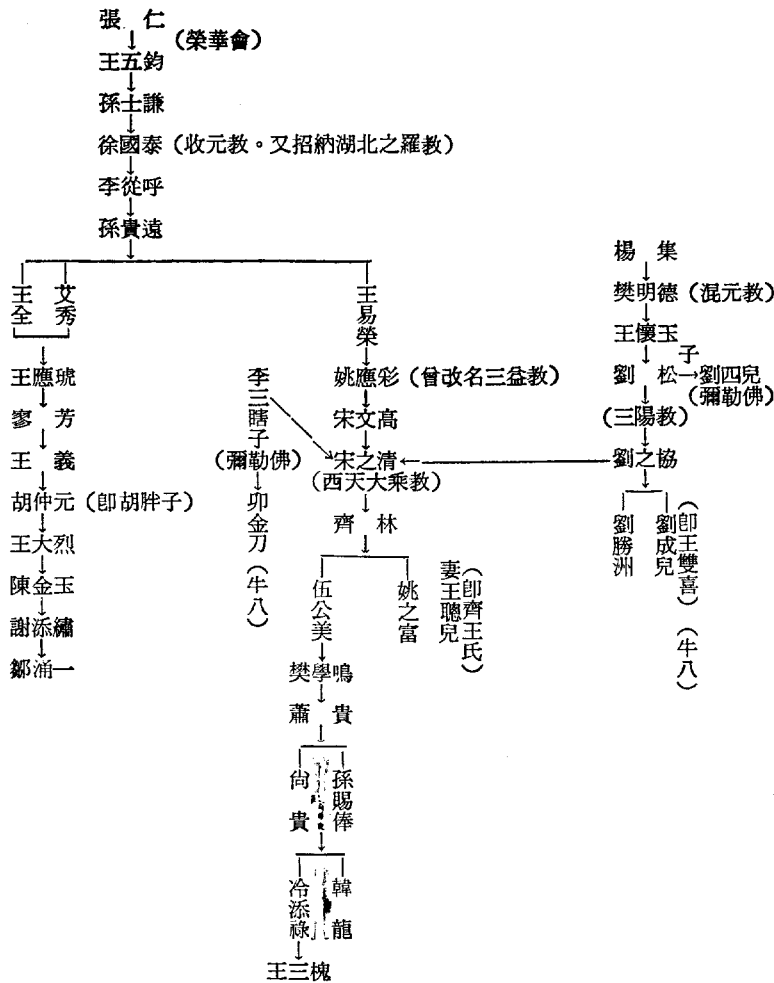 張仁
(榮華會)
王五鈞
孫士謙
徐國泰(收元教。又招納湖北之羅教)
李從呼
孫貴遠
王全
艾秀
王應琥
廖芳
王義
胡仲元(卽胡胖子)
王大烈
陳金玉
謝添繡
鄒涌一
王易榮
姚應彩(曾改名三益教)
宋文高
宋之清
(西天大乘教)
李三瞎子
(彌勒佛)
卯金刀(牛八)
齊林
妻王聰兒
(卽齊王氏)
姚之富
伍公美
樊學鳴
蕭貴
孫賜俸
尙貴
韓龍
冷添祿
王三槐
楊集
樊明德(混元教)
王懷玉
劉松
子
劉四兒
(彌勒佛)
(三陽教)
劉之協
劉成兒
(卽王雙喜)(牛八)
劉勝洲